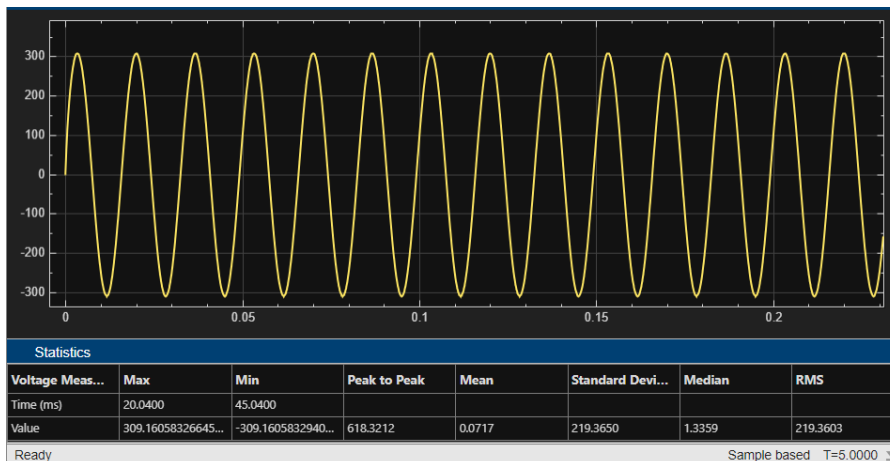 300
200
100
0
-100
-200
-300
0 0.05 0.1 0.15 0.2
Statistics
Voltage Meas... Max Min Peak to Peak Mean Standard Devi... Median RMS
Time (ms) 20.0400 45.0400
Value 309.16058326645... -309.1605832940... 618.3212 0.0717 219.3650 1.3359 219.3603
Ready Sample based T=5.0000